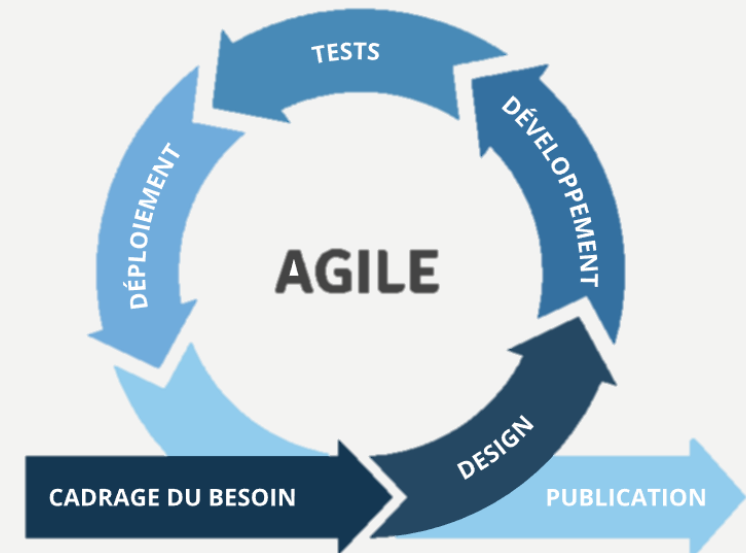 TESTS
DÉVELOPPEMENT
DÉPLOIEMENT
AGILE
DESIGN
CADRAGE DU BESOIN
PUBLICATION